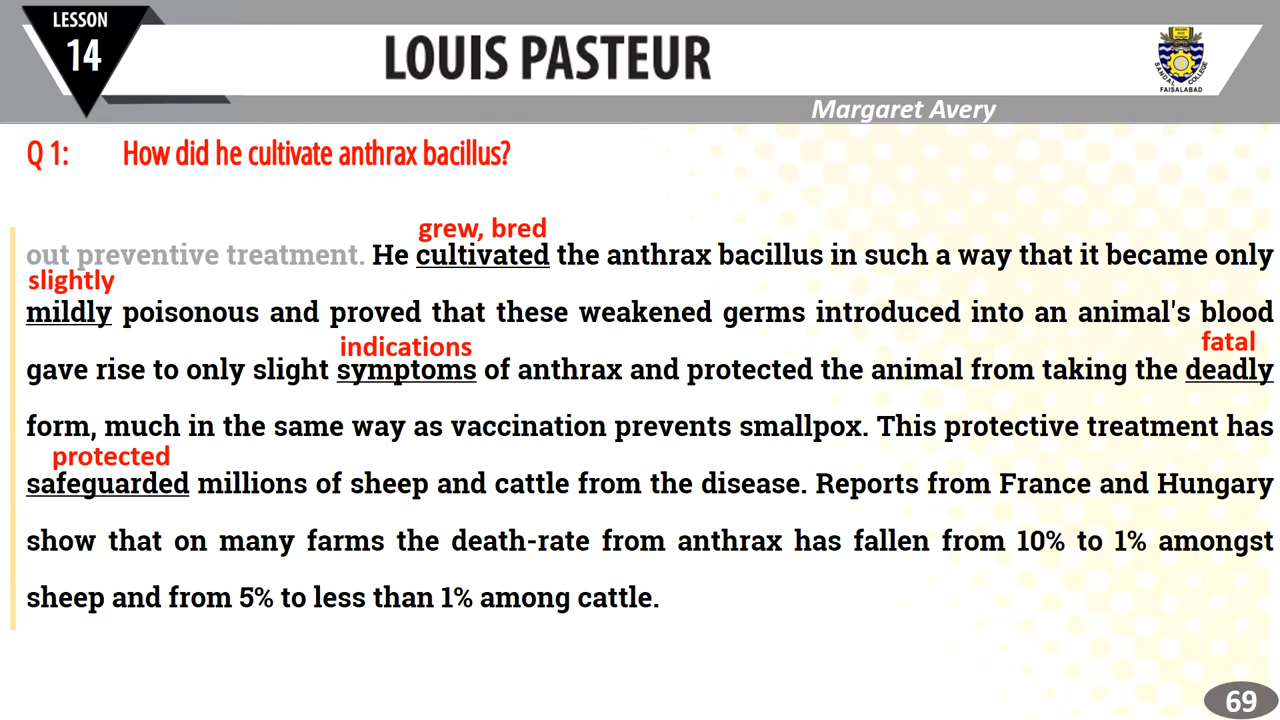 LESSON
14
LOUIS PASTEUR
SANDAL COLLEGE
FAISALABAD
Margaret Avery
Q 1: How did he cultivate anthrax bacillus?
grew, bred
out preventive treatment. He cultivated the anthrax bacillus in such a way that it became only
slightly
mildly poisonous and proved that these weakened germs introduced into an animal's blood
indications fatal
gave rise to only slight symptoms of anthrax and protected the animal from taking the deadly
form, much in the same way as vaccination prevents smallpox. This protective treatment has
protected
safeguarded millions of sheep and cattle from the disease. Reports from France and Hungary
show that on many farms the death-rate from anthrax has fallen from 10% to 1% amongst
sheep and from 5% to less than 1% among cattle.
69